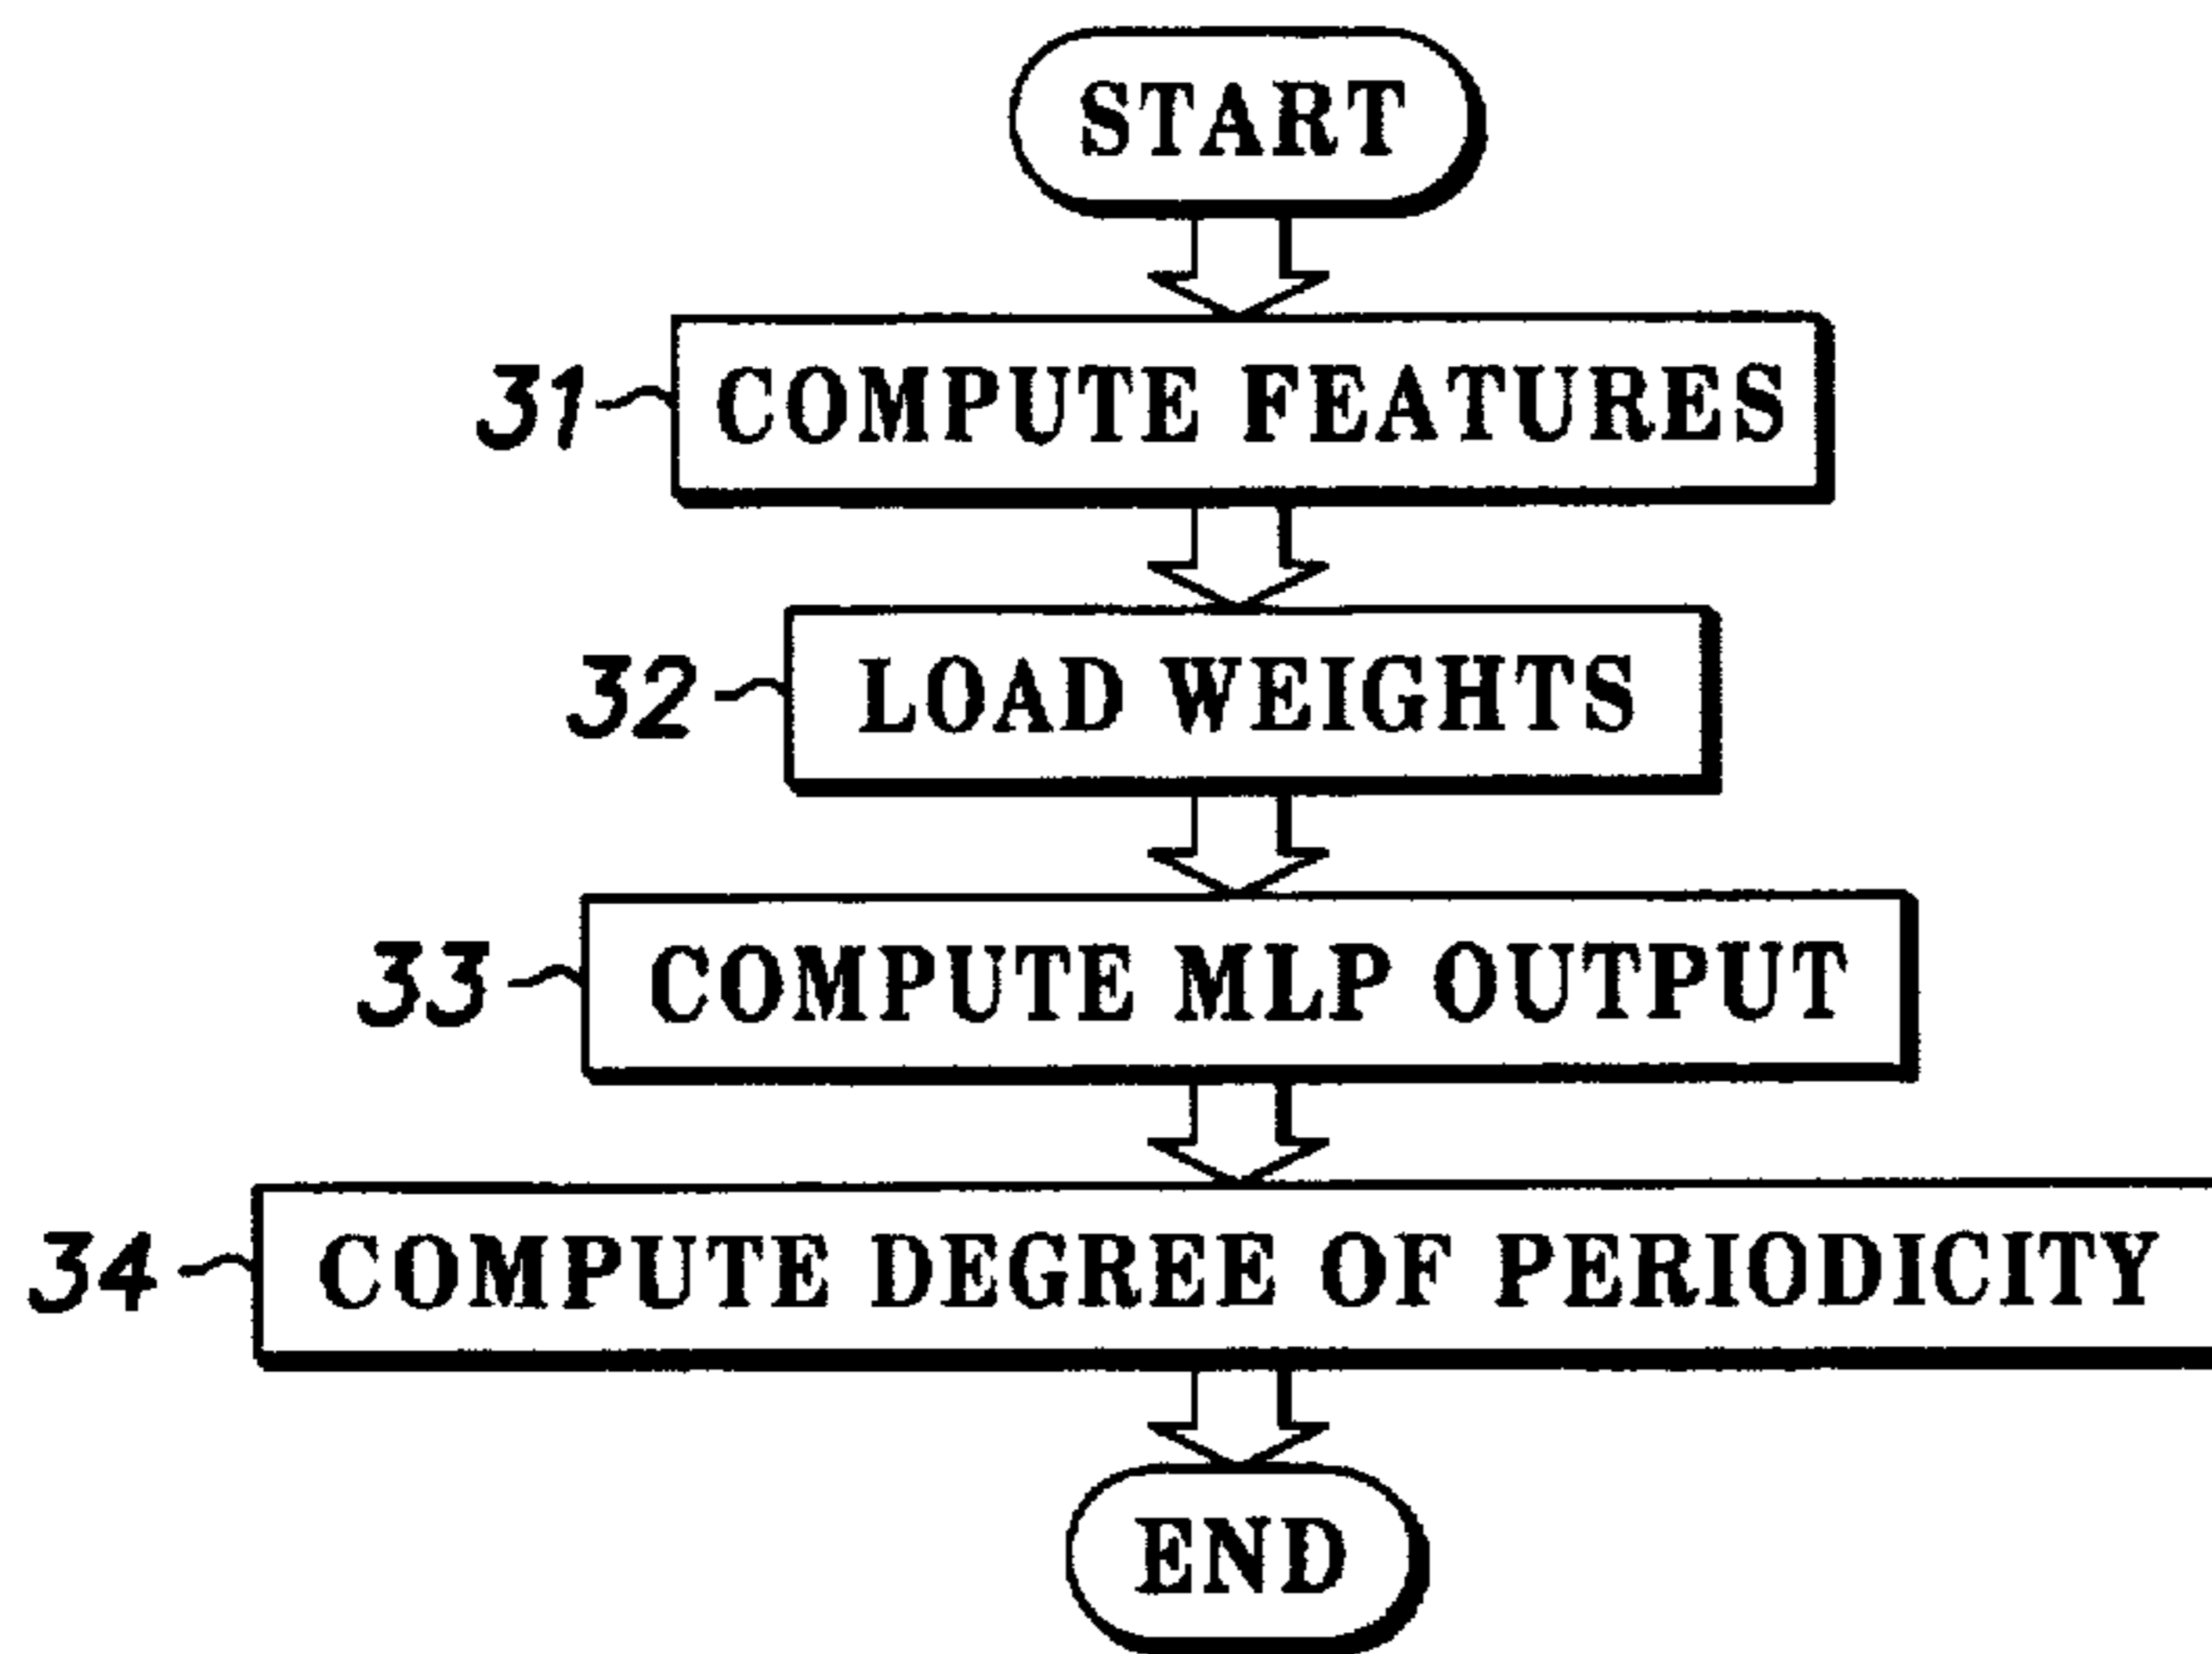 START
31 COMPUTE FEATURES
32 LOAD WEIGHTS
33 COMPUTE MLP OUTPUT
34 COMPUTE DEGREE OF PERIODICITY
END